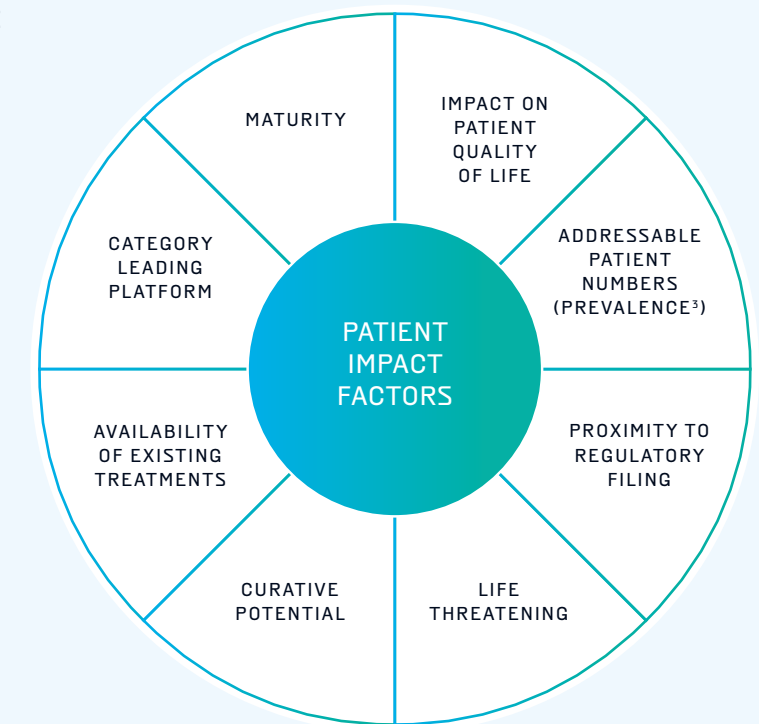 MATURITY
IMPACT ON
PATIENT
QUALITY
OF LIFE
ADDRESSABLE
PATIENT
NUMBERS
(PREVALENCE³)
PROXIMITY TO
REGULATORY
FILING
LIFE
THREATENING
CURATIVE
POTENTIAL
AVAILABILITY
OF EXISTING
TREATMENTS
CATEGORY
LEADING
PLATFORM
PATIENT
IMPACT
FACTORS